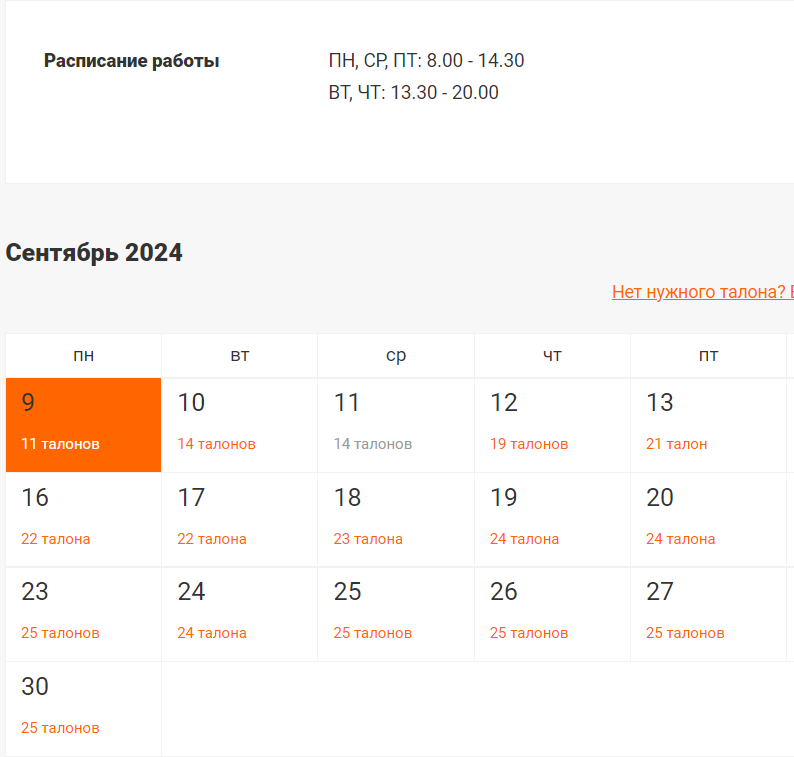 Расписание работы
ПН, СР, ПТ: 8.00 - 14.30
ВТ, ЧТ: 13.30 - 20.00
Сентябрь 2024
Нет нужного талона?
пн вт ср чт пт
9 10 11 12 13
11 талонов 14 талонов 14 талонов 19 талонов 21 талон
16 17 18 19 20
22 талона 22 талона 23 талона 24 талона 24 талона
23 24 25 26 27
25 талонов 24 талона 25 талонов 25 талонов 25 талонов
30
25 талонов